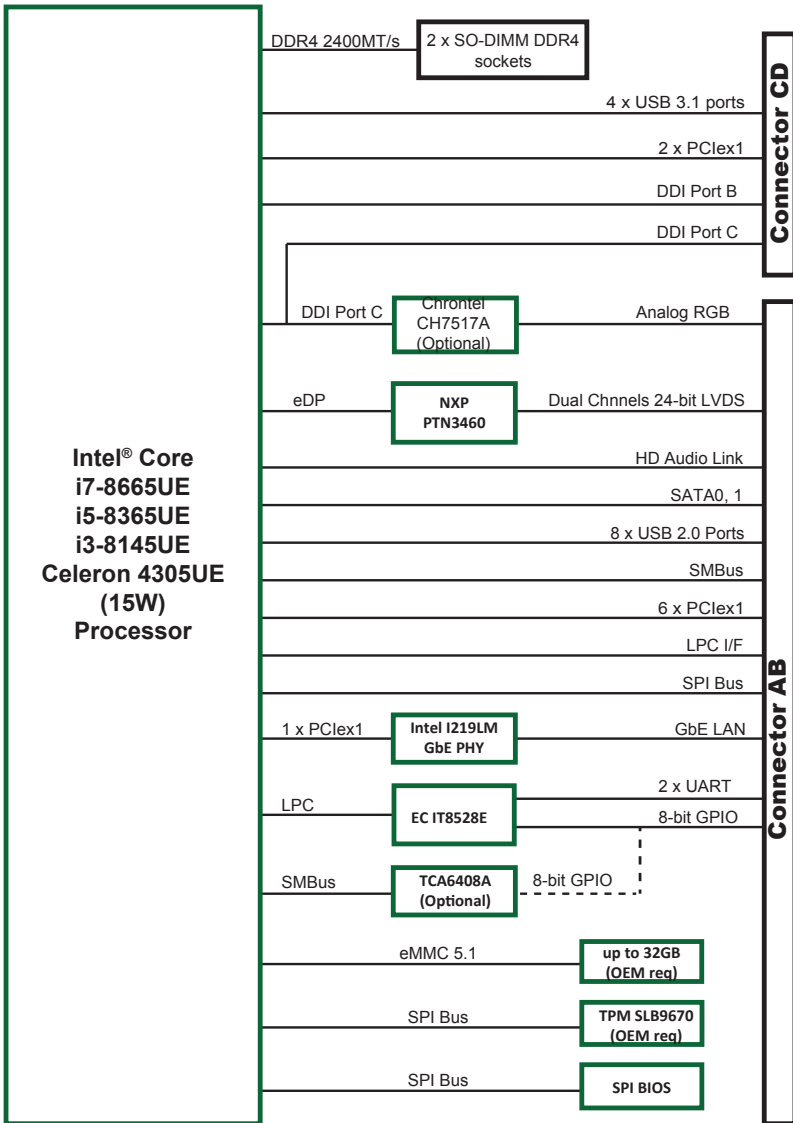 DDR4 2400MT/s
2 x SO-DIMM DDR4
sockets
4 x USB 3.1 ports
2 x PCIex1
DDI Port B
DDI Port C
Connector CD
DDI Port C
Chrontel
CH7517A
(Optional)
Analog RGB
eDP
NXP
PTN3460
Dual Chnnels 24-bit LVDS
Intel® Core
i7-8665UE
i5-8365UE
i3-8145UE
Celeron 4305UE
(15W)
Processor
HD Audio Link
SATA0, 1
8 x USB 2.0 Ports
SMBus
6 x PCIex1
LPC I/F
SPI Bus
Connector AB
1 x PCIex1
Intel I219LM
GbE PHY
GbE LAN
LPC
EC IT8528E
2 x UART
8-bit GPIO
SMBus
TCA6408A
(Optional)
8-bit GPIO
eMMC 5.1
up to 32GB
(OEM req)
SPI Bus
TPM SLB9670
(OEM req)
SPI Bus
SPI BIOS